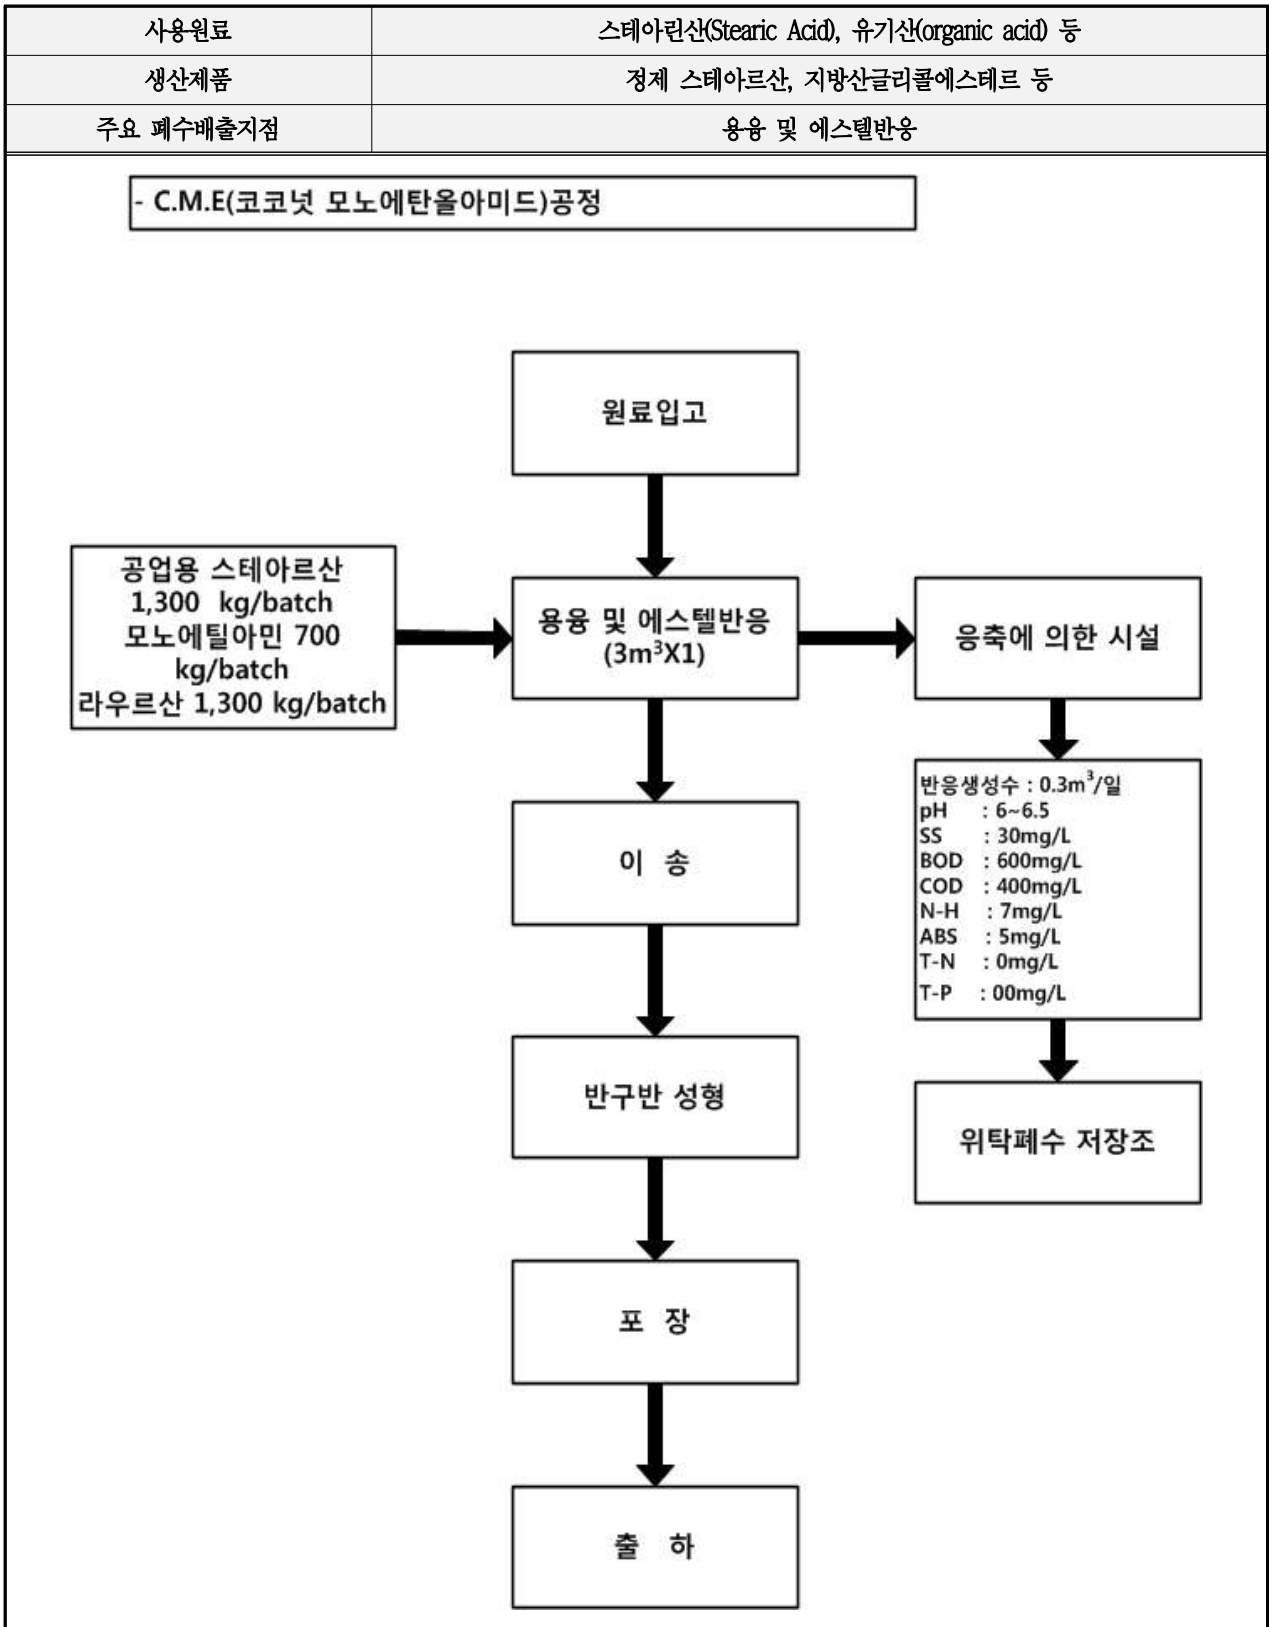 사용원료
스테아린산(Stearic Acid), 유기산(organic acid) 등
생산제품
정제 스테아르산, 지방산글리콜에스테르 등
주요 폐수배출지점
용융 및 에스텔반응
- C.M.E(코코넛 모노에탄올아미드)공정
원료입고
공업용 스테아르산
1,300 kg/batch
모노에틸아민 700
kg/batch
라우르산 1,300 kg/batch
용융 및 에스텔반응
(3m³X1)
응축에 의한 시설
반응생성수 : 0.3m³/일
pH : 6~6.5
SS : 30mg/L
BOD : 600mg/L
COD : 400mg/L
N-H : 7mg/L
ABS : 5mg/L
T-N : 0mg/L
T-P : 00mg/L
이 송
반구반 성형
위탁폐수 저장조
포 장
출 하